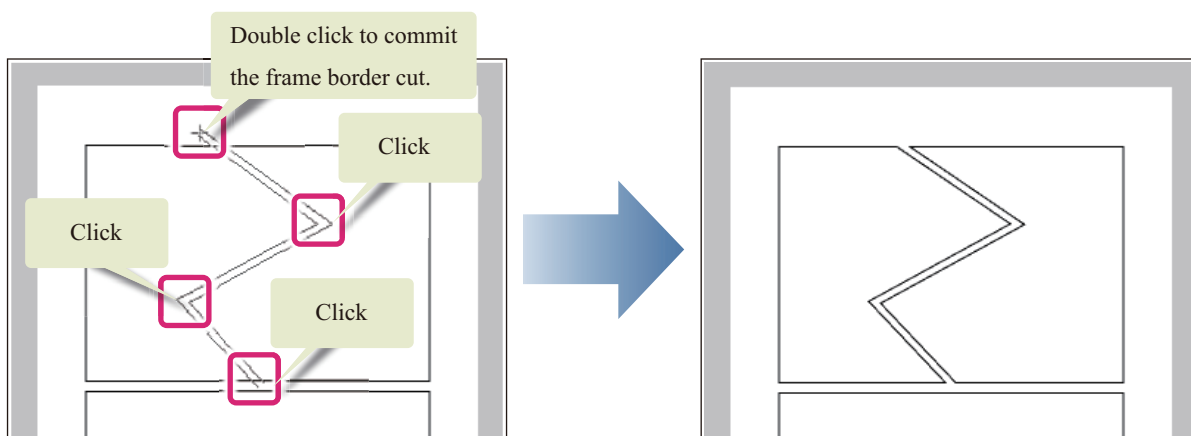 Double click to commit
the frame border cut.
Click
Click
Click